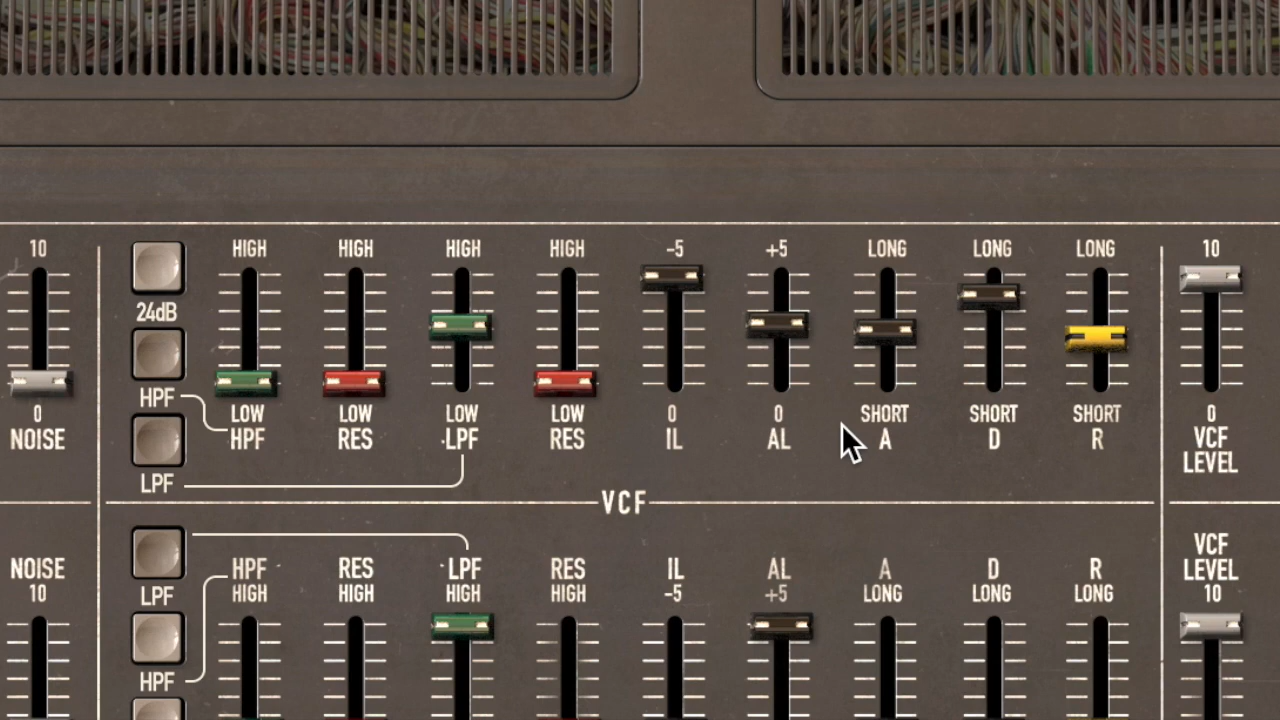 10 HIGH HIGH HIGH HIGH -5 +5 LONG LONG LONG 10
24dB
HPF
0 LOW LOW LOW LOW 0 0 SHORT SHORT SHORT 0
NOISE HPF RES LPF RES IL AL A D R VCF
LEVEL
LPF
VCF
VCF
NOISE HPF RES LPF RES IL AL A D R LEVEL
10 HIGH HIGH HIGH HIGH -5 +5 LONG LONG LONG 10
LPF
HPF